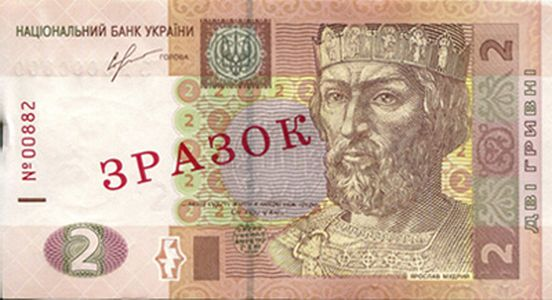 НАЦІОНАЛЬНИЙ БАНК УКРАЇНИ
ГОЛОВА
2
№00882
ЗРАЗОК
2
ДВІ ГРИВНІ
2
ЯРОСЛАВ МУДРИЙ